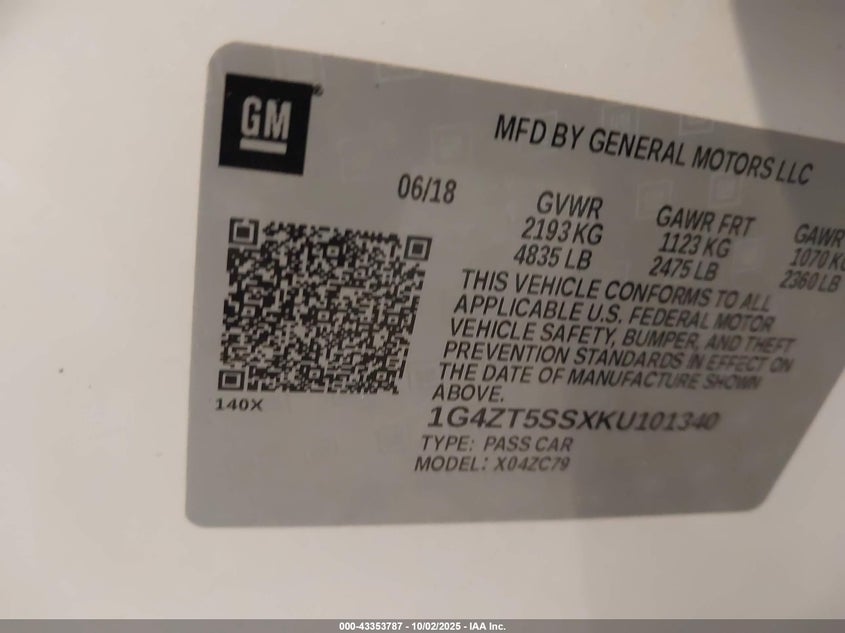 GM
MFD BY GENERAL MOTORS LLC
06/18
GVWR
2193 KG
4835 LB
GAWR FRT
1123 KG
2475 LB
GAWR
1070 KG
2360 LB
THIS VEHICLE CONFORMS TO ALL
APPLICABLE U.S. FEDERAL MOTOR
VEHICLE SAFETY, BUMPER, AND THEFT
PREVENTION STANDARDS IN EFFECT ON
THE DATE OF MANUFACTURE SHOWN
ABOVE.
140X
1G4ZT5SSXKU101340
TYPE: PASS CAR
MODEL: X04ZC79
000-43353787 - 10/02/2025 - IAA Inc.